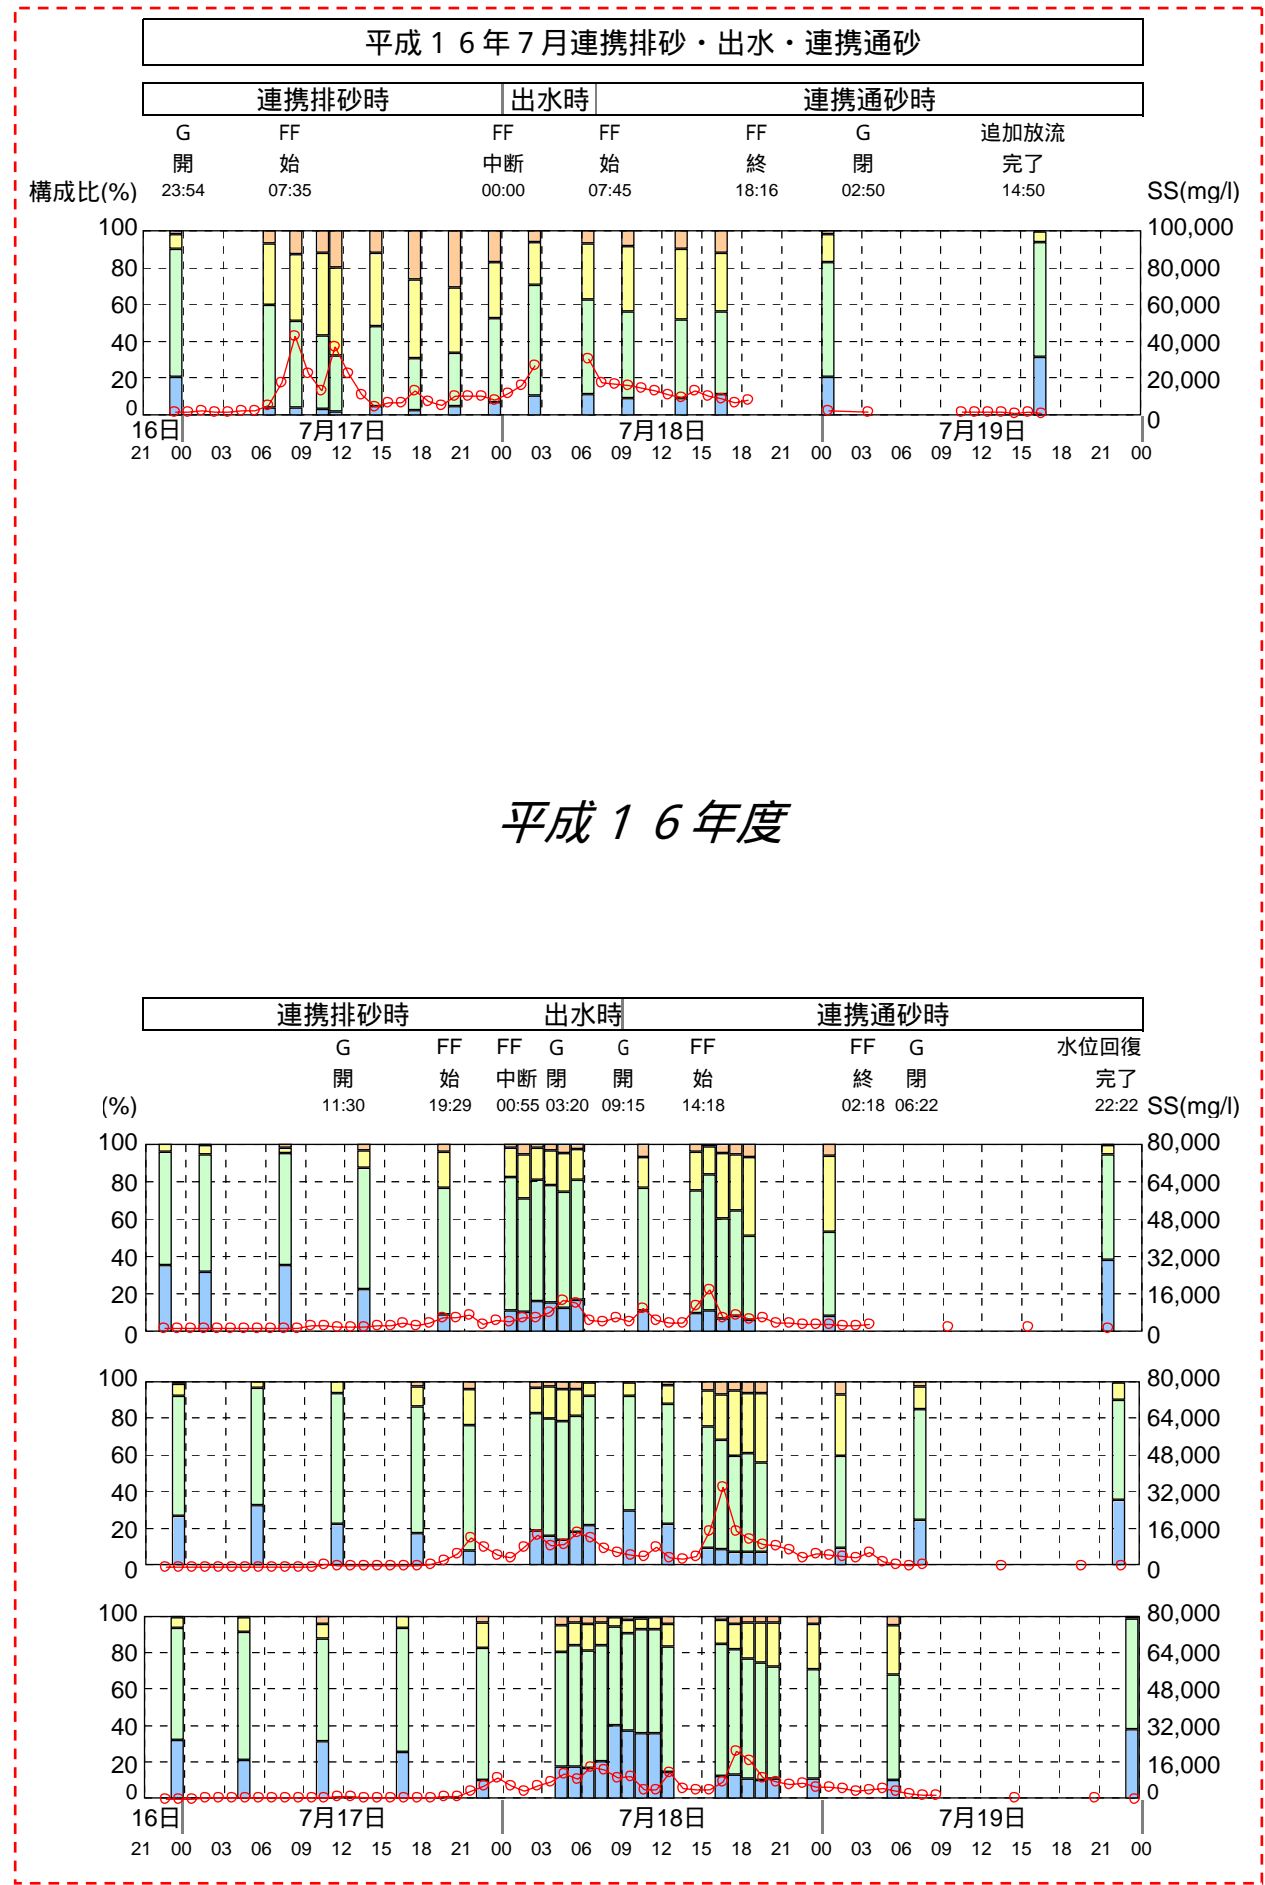 平成１６年７月連携排砂・出水・連携通砂
連携排砂時 出水時 連携通砂時
G FF FF FF FF G 追加放流
開 始 中断 始 終 閉 完了
構成比(%) 23:54 07:35 00:00 07:45 18:16 02:50 14:50 SS(mg/l)
100 100,000
80 80,000
60 60,000
40 40,000
20 20,000
0 0
16日 7月17日 7月18日 7月19日
21 00 03 06 09 12 15 18 21 00 03 06 09 12 15 18 21 00 03 06 09 12 15 18 21 00
平成１６年度
連携排砂時 出水時 連携通砂時
G FF FF G G FF FF G 水位回復
開 始 中断 閉 開 始 終 閉 完了
(%) 11:30 19:29 00:55 03:20 09:15 14:18 02:18 06:22 22:22 SS(mg/l)
100 80,000
80 64,000
60 48,000
40 32,000
20 16,000
0 0
100 80,000
80 64,000
60 48,000
40 32,000
20 16,000
0 0
100 80,000
80 64,000
60 48,000
40 32,000
20 16,000
0 0
16日 7月17日 7月18日 7月19日
21 00 03 06 09 12 15 18 21 00 03 06 09 12 15 18 21 00 03 06 09 12 15 18 21 00